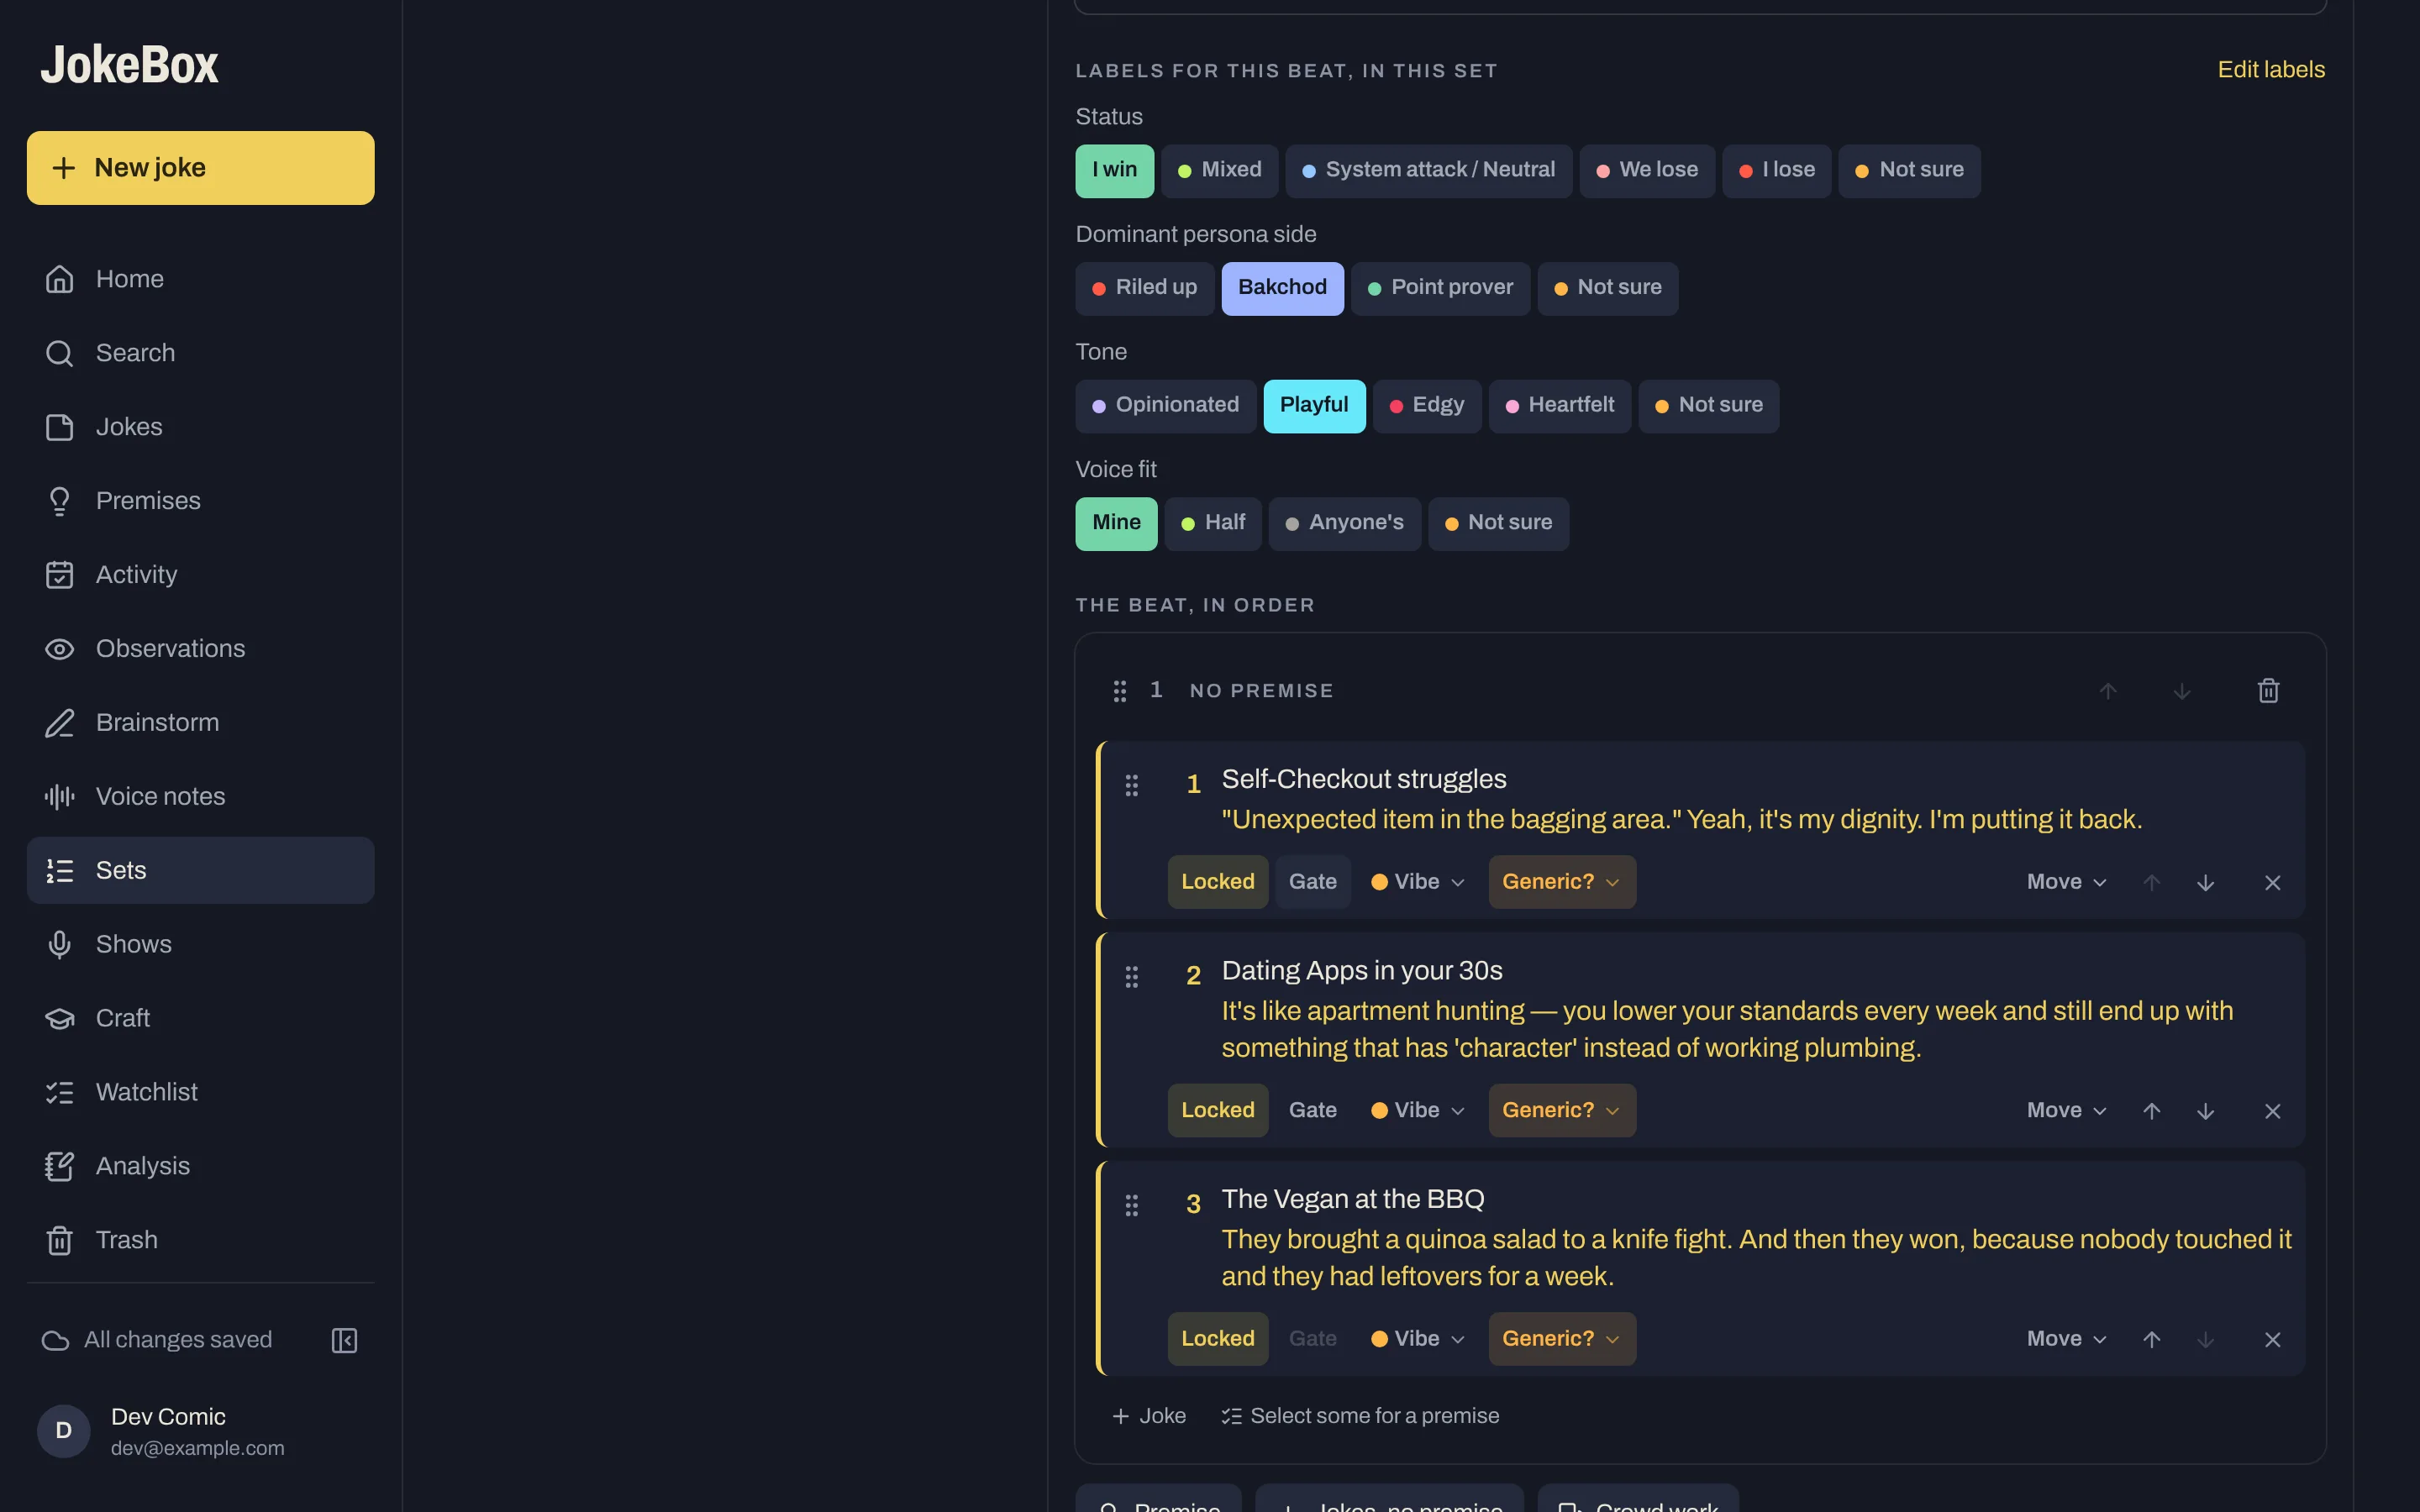 JokeBox
New joke
Home
Search
Jokes
Premises
Activity
Observations
Brainstorm
Voice notes
Sets
Shows
Craft
Watchlist
Analysis
Trash
All changes saved
D
Dev Comic
dev@example.com
LABELS FOR THIS BEAT, IN THIS SET
Edit labels
Status
I win Mixed System attack / Neutral We lose I lose Not sure
Dominant persona side
Riled up Bakchod Point prover Not sure
Tone
Opinionated Playful Edgy Heartfelt Not sure
Voice fit
Mine Half Anyone's Not sure
THE BEAT, IN ORDER
1 NO PREMISE
1 Self-Checkout struggles
"Unexpected item in the bagging area." Yeah, it's my dignity. I'm putting it back.
Locked Gate Vibe Generic? Move
2 Dating Apps in your 30s
It's like apartment hunting — you lower your standards every week and still end up with
something that has 'character' instead of working plumbing.
Locked Gate Vibe Generic? Move
3 The Vegan at the BBQ
They brought a quinoa salad to a knife fight. And then they won, because nobody touched it
and they had leftovers for a week.
Locked Gate Vibe Generic? Move
Joke Select some for a premise
Premise Jokes, no premise Crowd work